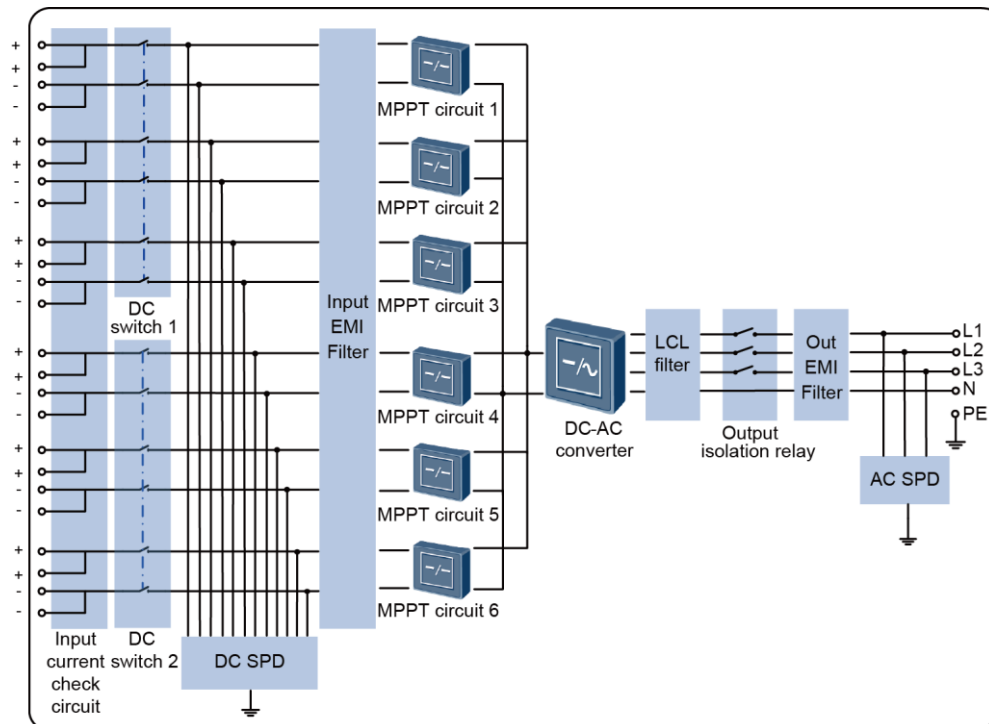 +
+
-
-
MPPT circuit 1
+
+
-
-
MPPT circuit 2
+
+
-
-
MPPT circuit 3
DC
switch 1
Input
EMI
Filter
+
+
-
-
MPPT circuit 4
DC-AC
converter
LCL
filter
Output
isolation relay
Out
EMI
Filter
L1
L2
L3
N
PE
AC SPD
+
+
-
-
MPPT circuit 5
+
+
-
-
MPPT circuit 6
Input
current
check
circuit
DC
switch 2
DC SPD